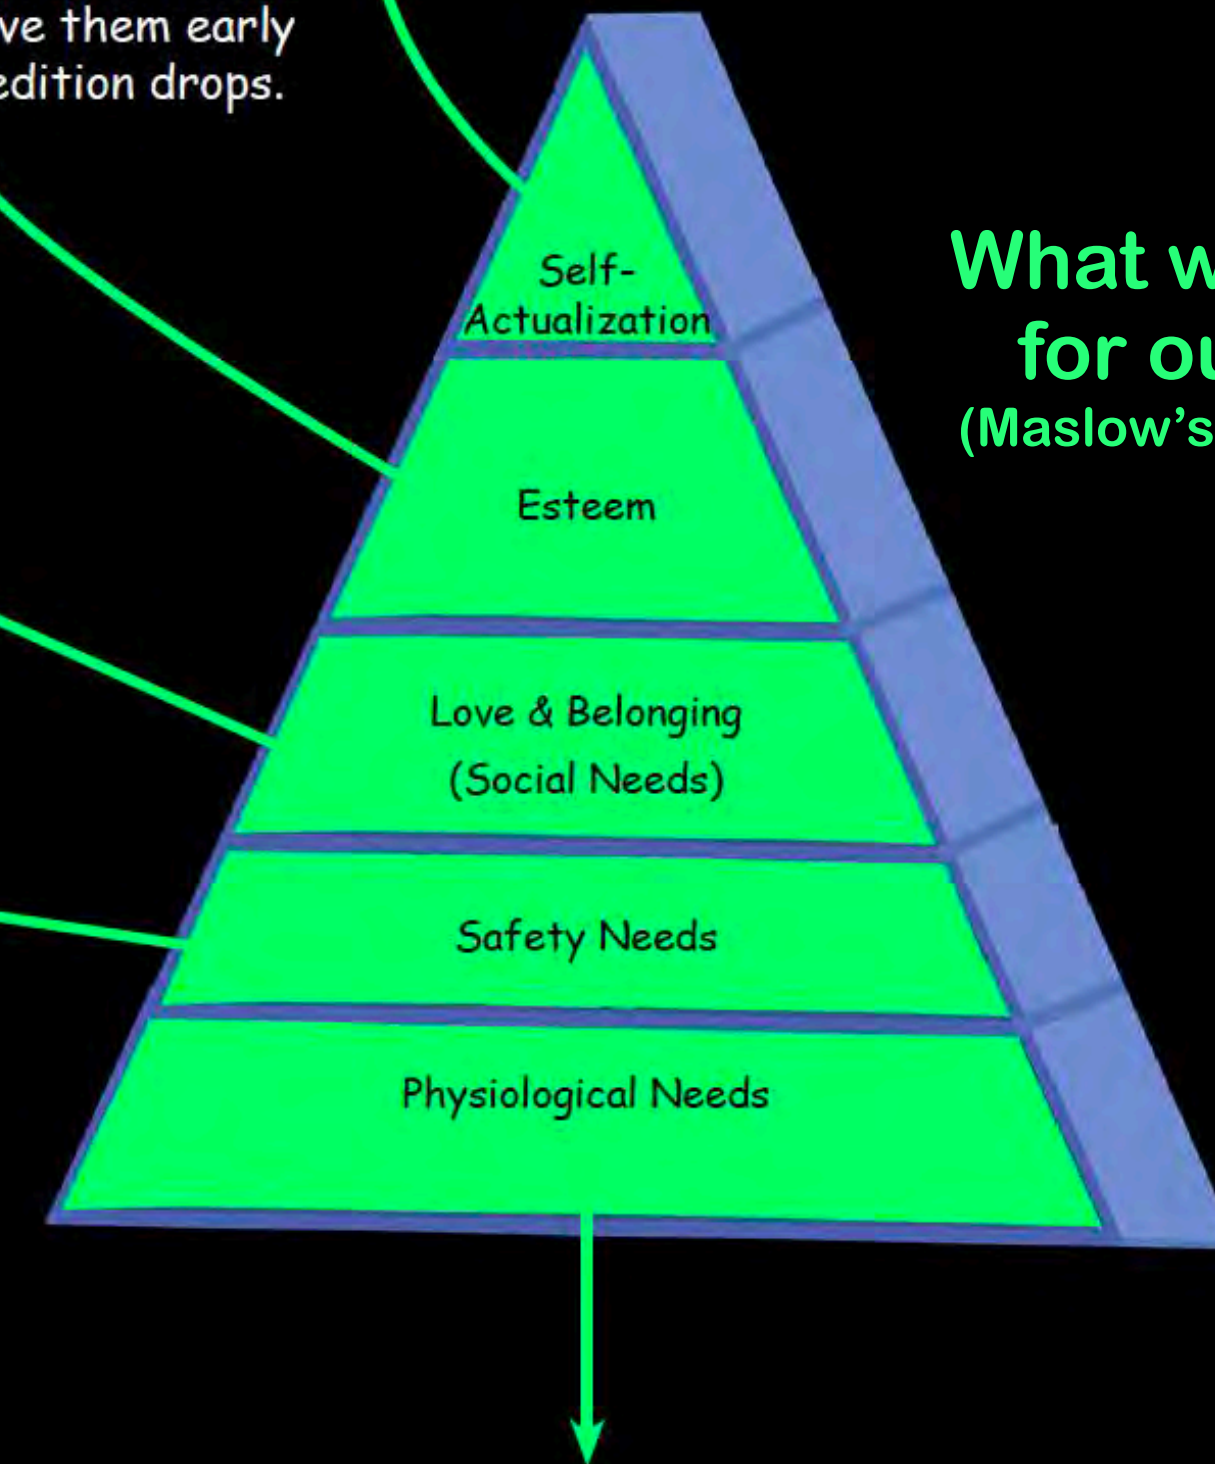 ve them early
edition drops.
What w
for ou
(Maslow's
Self-
Actualization
Esteem
Love & Belonging
(Social Needs)
Safety Needs
Physiological Needs